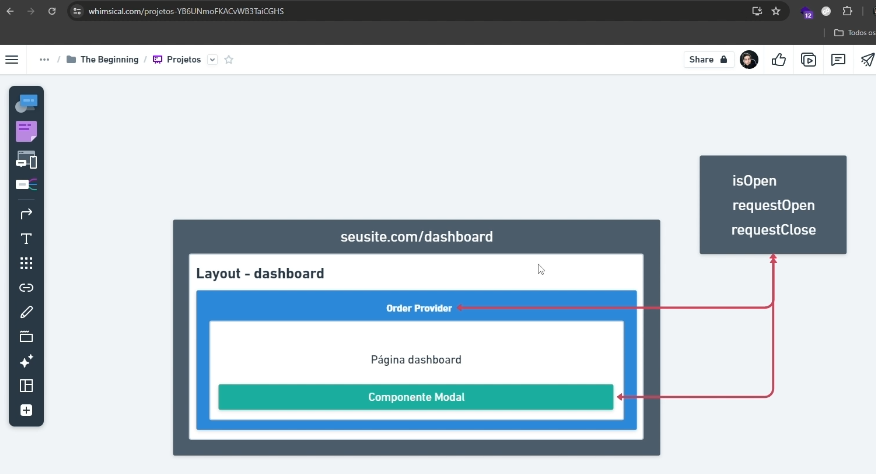 whimsical.com/projetos-YB6UNmoFKACvWB3TaiCGHS
12
Todos os
... / The Beginning / Projetos
Share
isOpen
requestOpen
requestClose
seusite.com/dashboard
Layout - dashboard
Order Provider
Página dashboard
Componente Modal